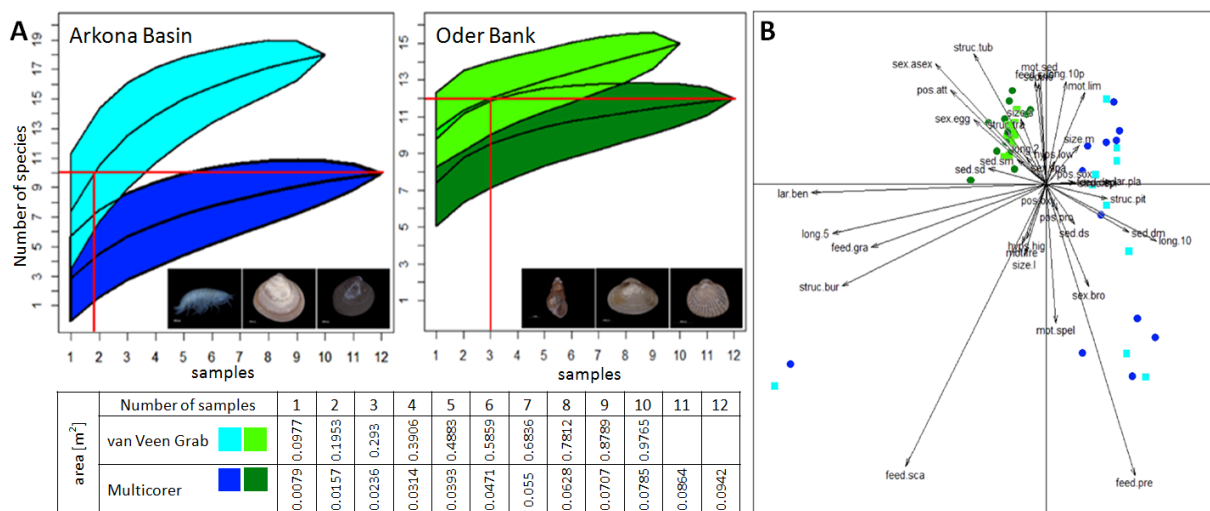 A
Arkona Basin
Number of species
19
17
15
13
11
9
7
5
3
1
1 2 3 4 5 6 7 8 9 10 11 12
samples
Oder Bank
15
13
11
9
7
5
3
1
1 2 3 4 5 6 7 8 9 10 11 12
samples
area [m²]
Number of samples 1 2 3 4 5 6 7 8 9 10 11 12
van Veen Grab 0.0977 0.1953 0.293 0.3906 0.4883 0.5859 0.6836 0.7812 0.8789 0.9765
Multicorer 0.0079 0.0157 0.0236 0.0314 0.0393 0.0471 0.055 0.0628 0.0707 0.0785 0.0864 0.0942
B
struc.tub
mot.sed
sex.asex
long.10p
mot.lim
pos.att
sex.egg
size.m
long.2
hyps.low
sed.sm
sed.sd
pos.sox
lar.pla
lar.ben
struc.pit
pos.pro
long.5
sed.ds
sed.dm
long.10
feed.gra
hyps.hig
size.l
struc.bur
sex.bro
mot.spel
feed.sca
feed.pre